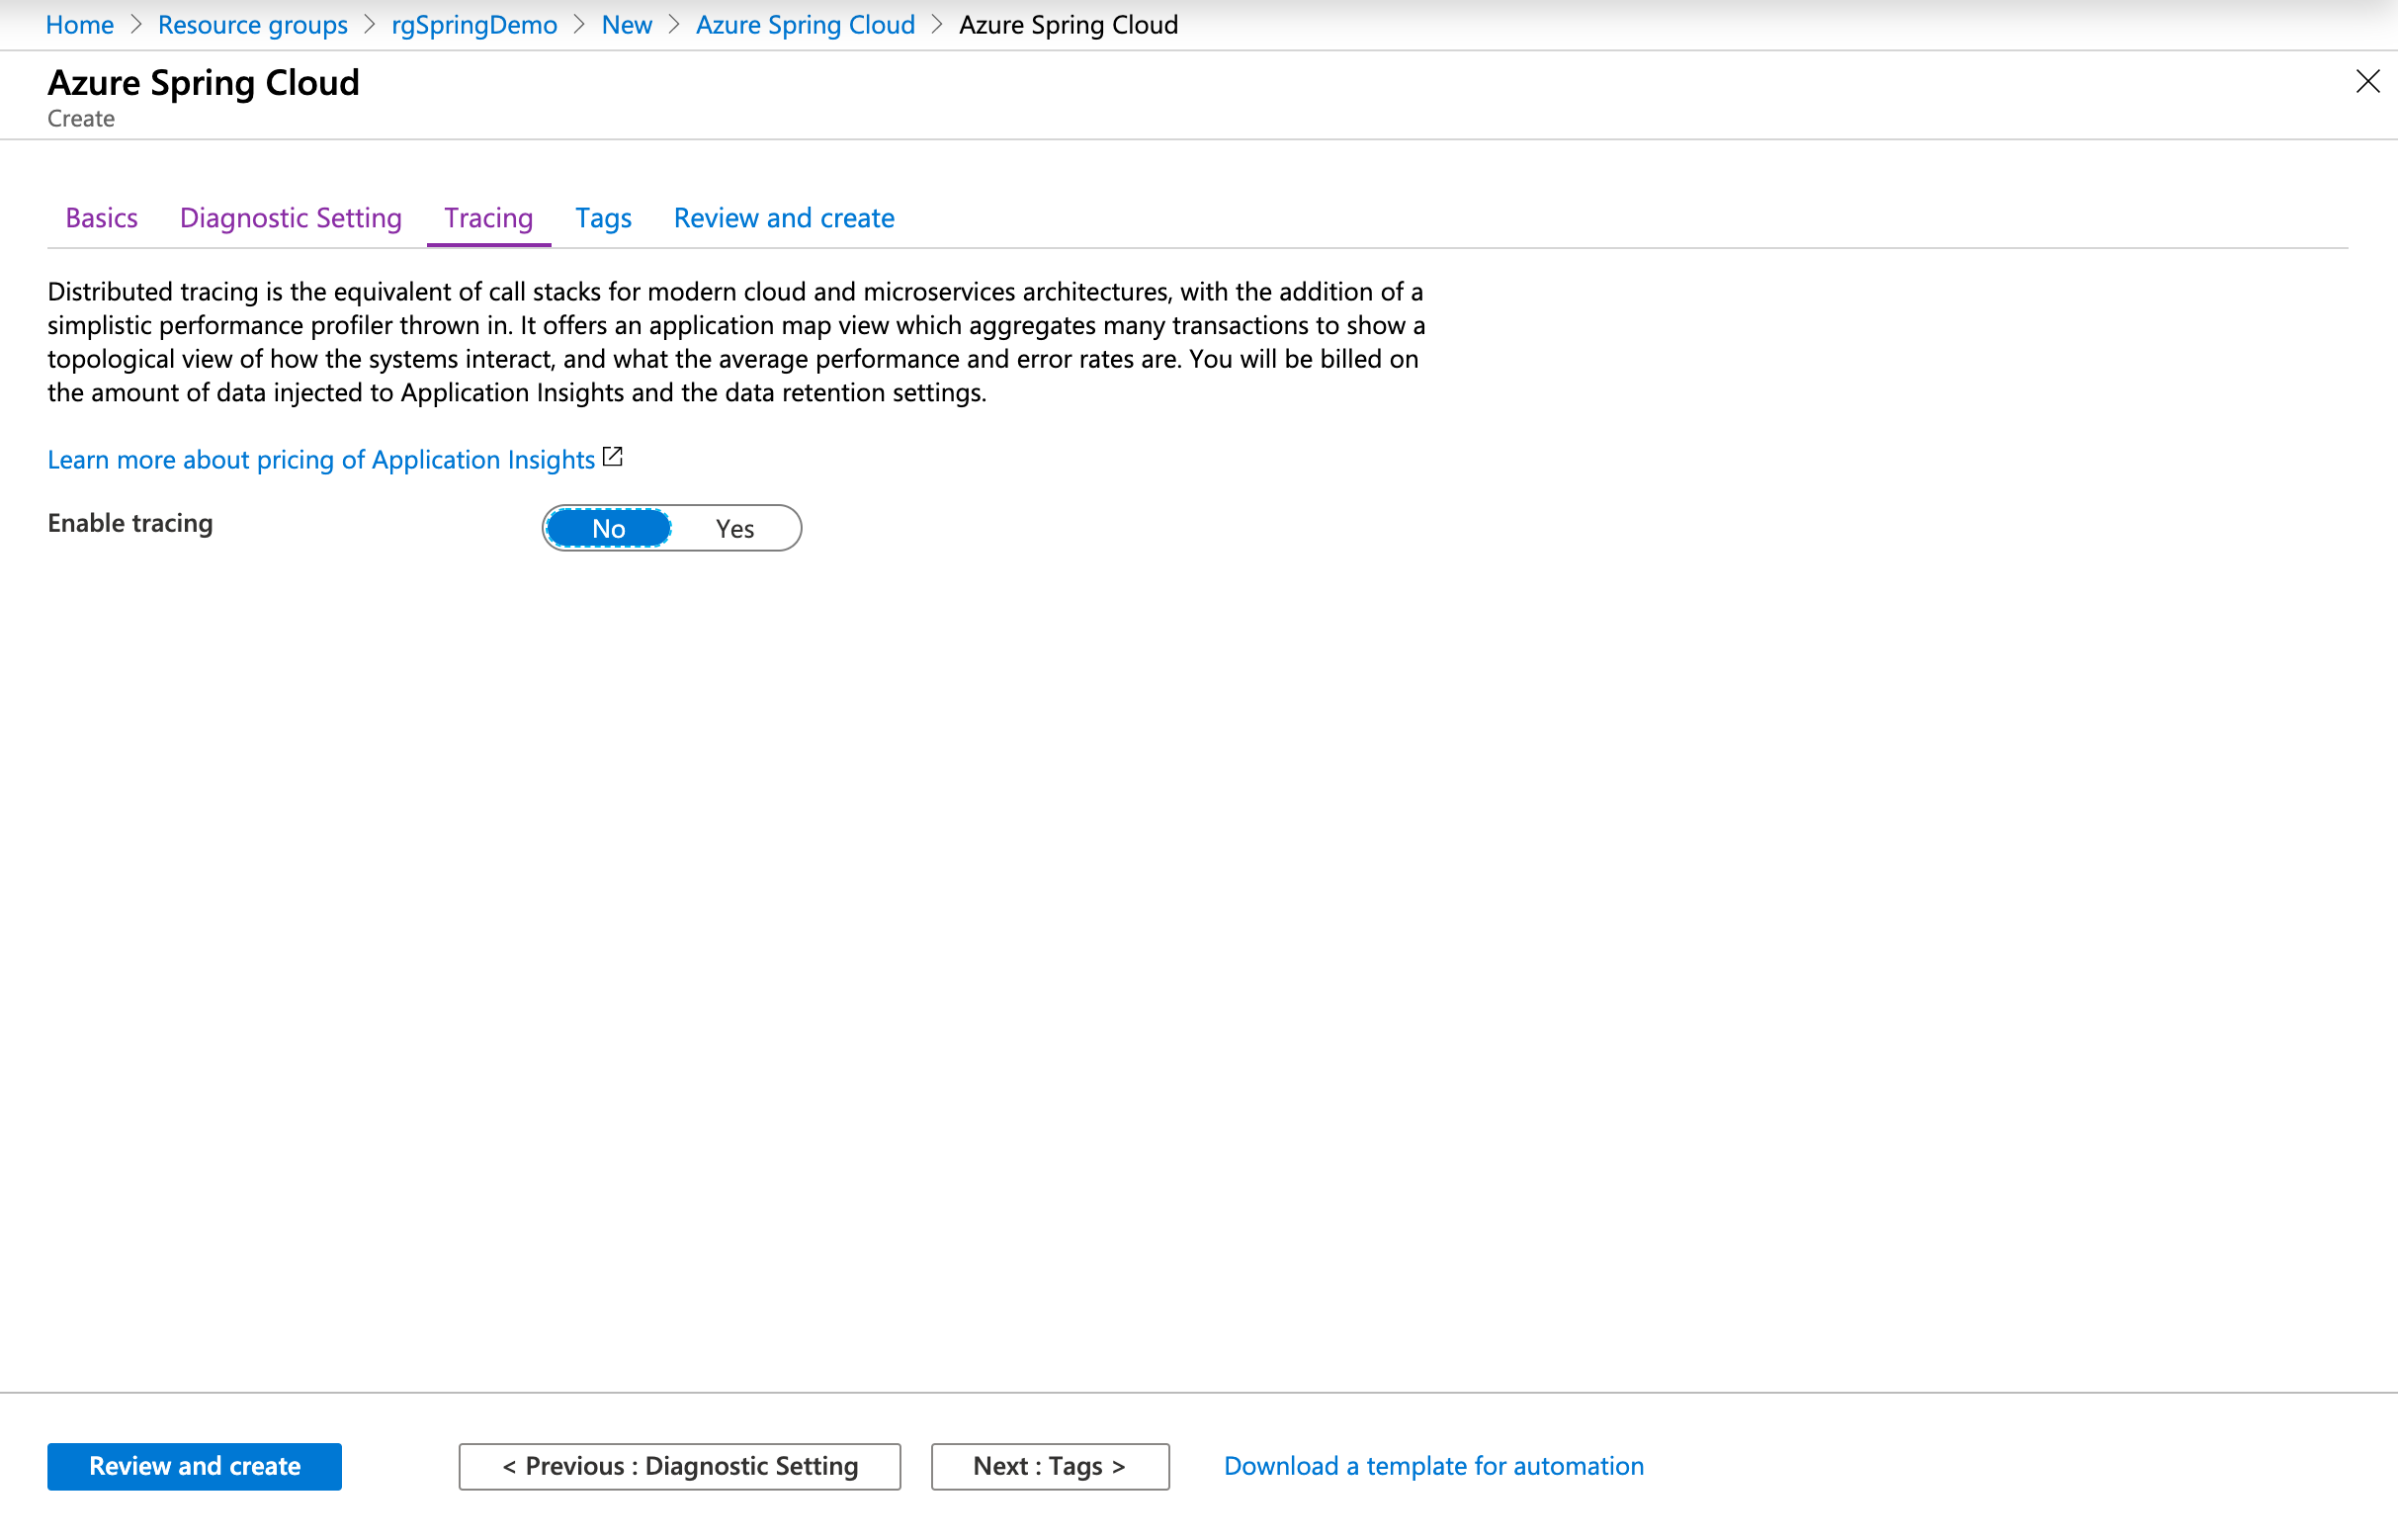 Home > Resource groups > rgSpringDemo > New > Azure Spring Cloud > Azure Spring Cloud
Azure Spring Cloud
Create
Basics Diagnostic Setting Tracing Tags Review and create
Distributed tracing is the equivalent of call stacks for modern cloud and microservices architectures, with the addition of a
simplistic performance profiler thrown in. It offers an application map view which aggregates many transactions to show a
topological view of how the systems interact, and what the average performance and error rates are. You will be billed on
the amount of data injected to Application Insights and the data retention settings.
Learn more about pricing of Application Insights
Enable tracing No Yes
Review and create < Previous : Diagnostic Setting Next : Tags > Download a template for automation